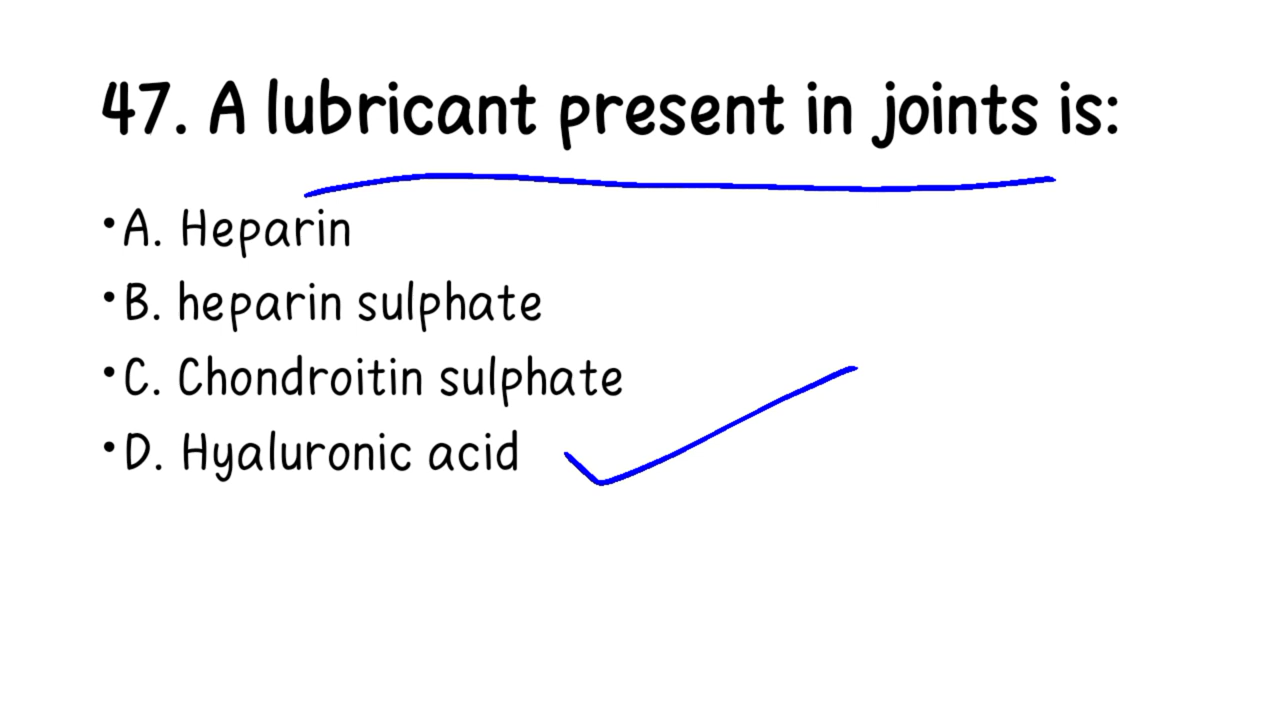 47. A lubricant present in joints is:
•A. Heparin
•B. heparin sulphate
•C. Chondroitin sulphate
•D. Hyaluronic acid